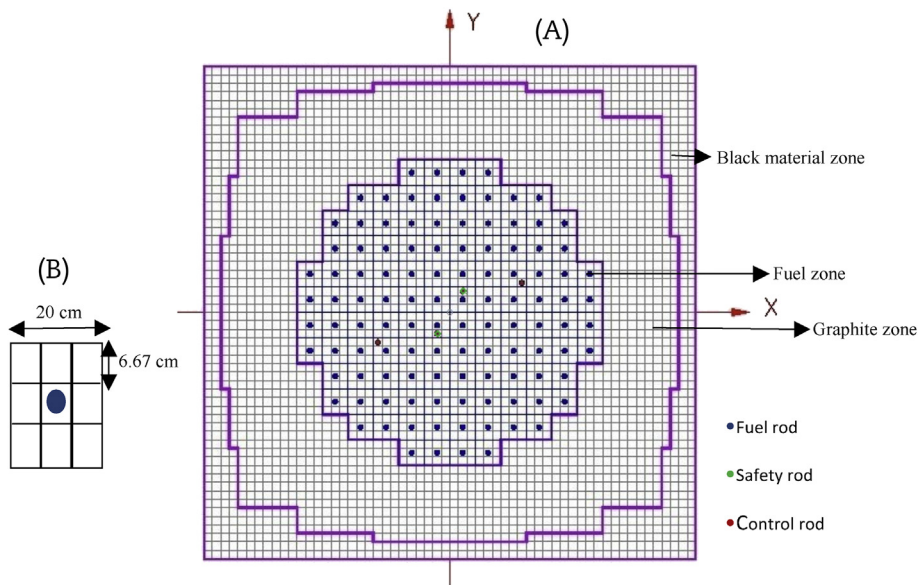 Y
(A)
Black material zone
(B)
Fuel zone
20 cm
X
Graphite zone
6.67 cm
Fuel rod
Safety rod
Control rod